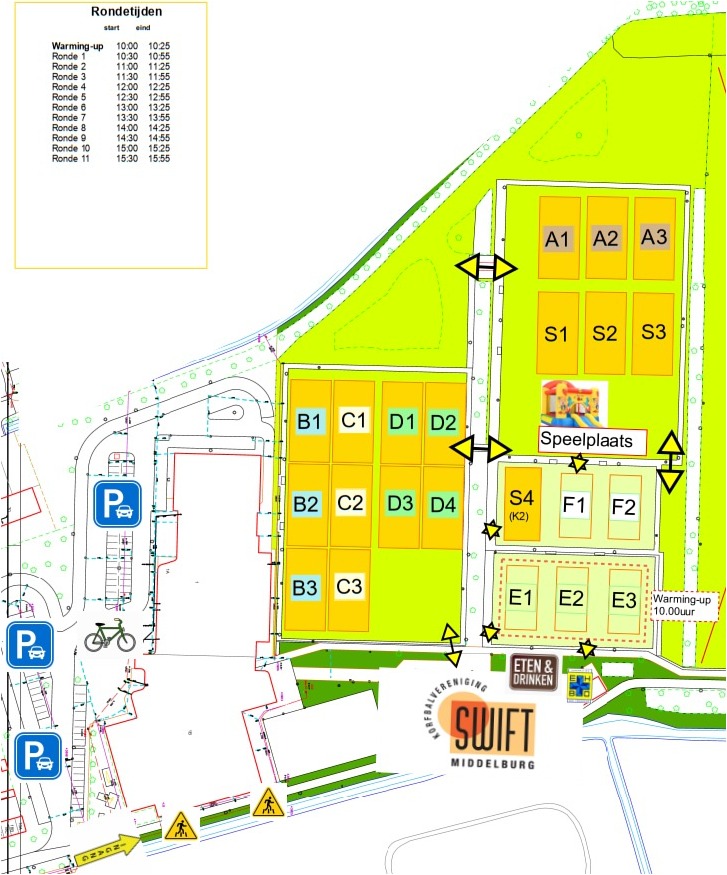 Rondetijden
start eind
Warming-up 10:00 10:25
Ronde 1 10:30 10:55
Ronde 2 11:00 11:25
Ronde 3 11:30 11:55
Ronde 4 12:00 12:25
Ronde 5 12:30 12:55
Ronde 6 13:00 13:25
Ronde 7 13:30 13:55
Ronde 8 14:00 14:25
Ronde 9 14:30 14:55
Ronde 10 15:00 15:25
Ronde 11 15:30 15:55
A1 A2 A3
S1 S2 S3
Speelplaats
B1 C1 D1 D2
B2 C2 D3 D4
B3 C3
S4 F1 F2
(K2)
E1 E2 E3
Warming-up
10.00uur
P
P
P
ETEN &
DRINKEN
EHBO
KORFBALVERENIGING
SWIFT
MIDDELBURG
INGANG